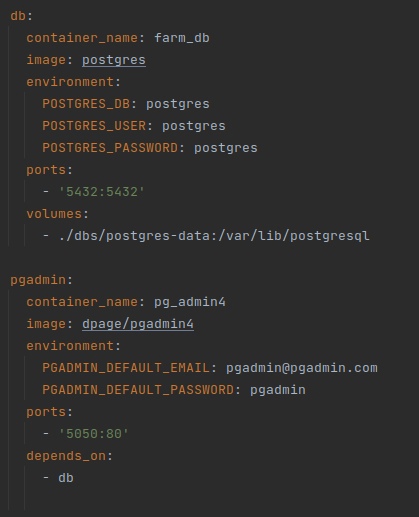 db:
  container_name: farm_db
  image: postgres
  environment:
    POSTGRES_DB: postgres
    POSTGRES_USER: postgres
    POSTGRES_PASSWORD: postgres
  ports:
    - '5432:5432'
  volumes:
    - ./dbs/postgres-data:/var/lib/postgresql
pgadmin:
  container_name: pg_admin4
  image: dpage/pgadmin4
  environment:
    PGADMIN_DEFAULT_EMAIL: pgadmin@pgadmin.com
    PGADMIN_DEFAULT_PASSWORD: pgadmin
  ports:
    - '5050:80'
  depends_on:
    - db